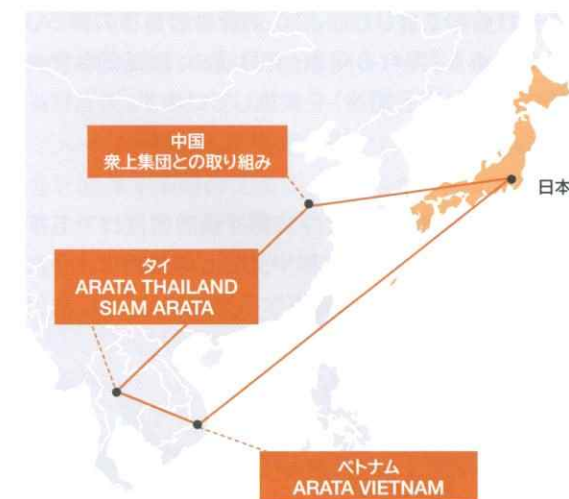 中国
衆上集団との取り組み
日本
タイ
ARATA THAILAND
SIAM ARATA
ベトナム
ARATA VIETNAM